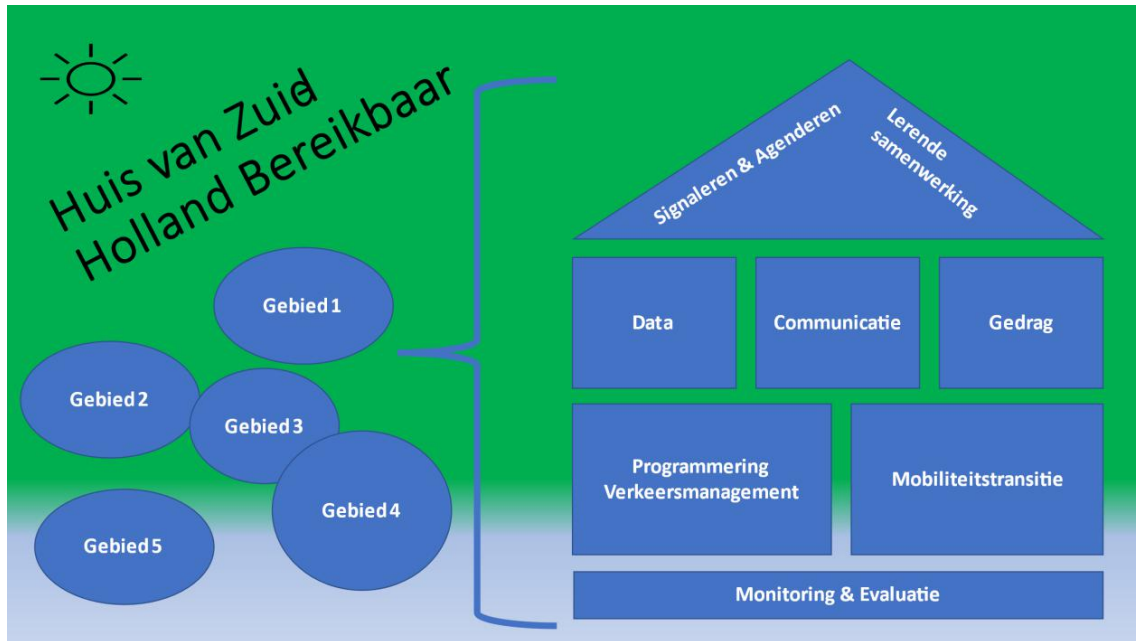 Huis van Zuid
Holland Bereikbaar
Gebied 1
Gebied 2
Gebied 3
Gebied 4
Gebied 5
Signaleren & Agenderen
Lerende
samenwerking
Data
Communicatie
Gedrag
Programmering
Verkeersmanagement
Mobiliteitstransitie
Monitoring & Evaluatie